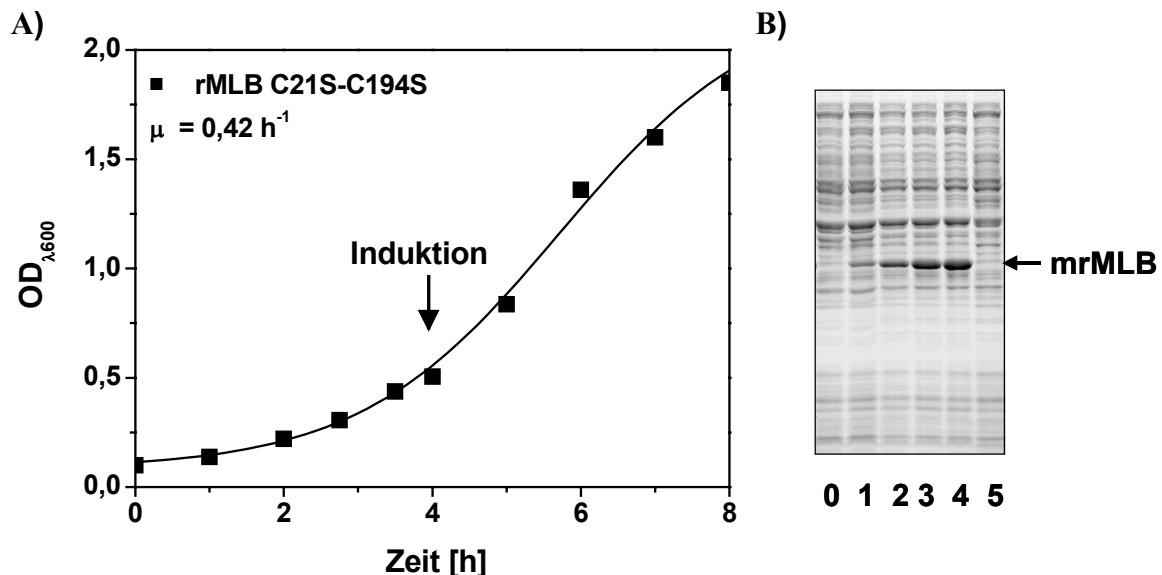 A)
2,0
1,5
1,0
0,5
0,0
OD λ600
■ rMLB C21S-C194S
μ = 0,42 h⁻¹
Induktion
0 2 4 6 8
Zeit [h]
B)
mrMLB
0 1 2 3 4 5